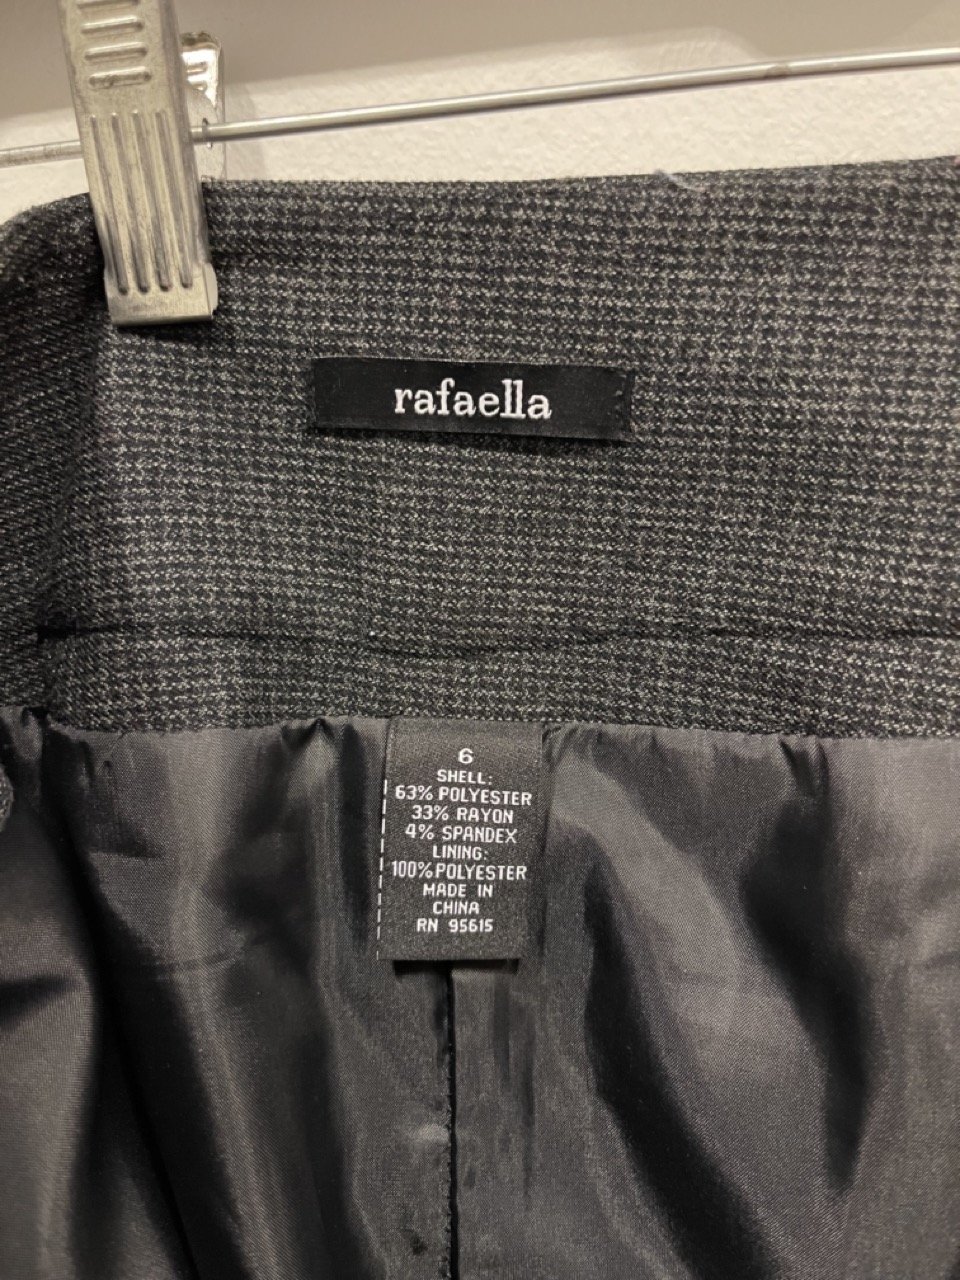 rafaella
6
SHELL:
63% POLYESTER
33% RAYON
4% SPANDEX
LINING:
100% POLYESTER
MADE IN
CHINA
RN 95615